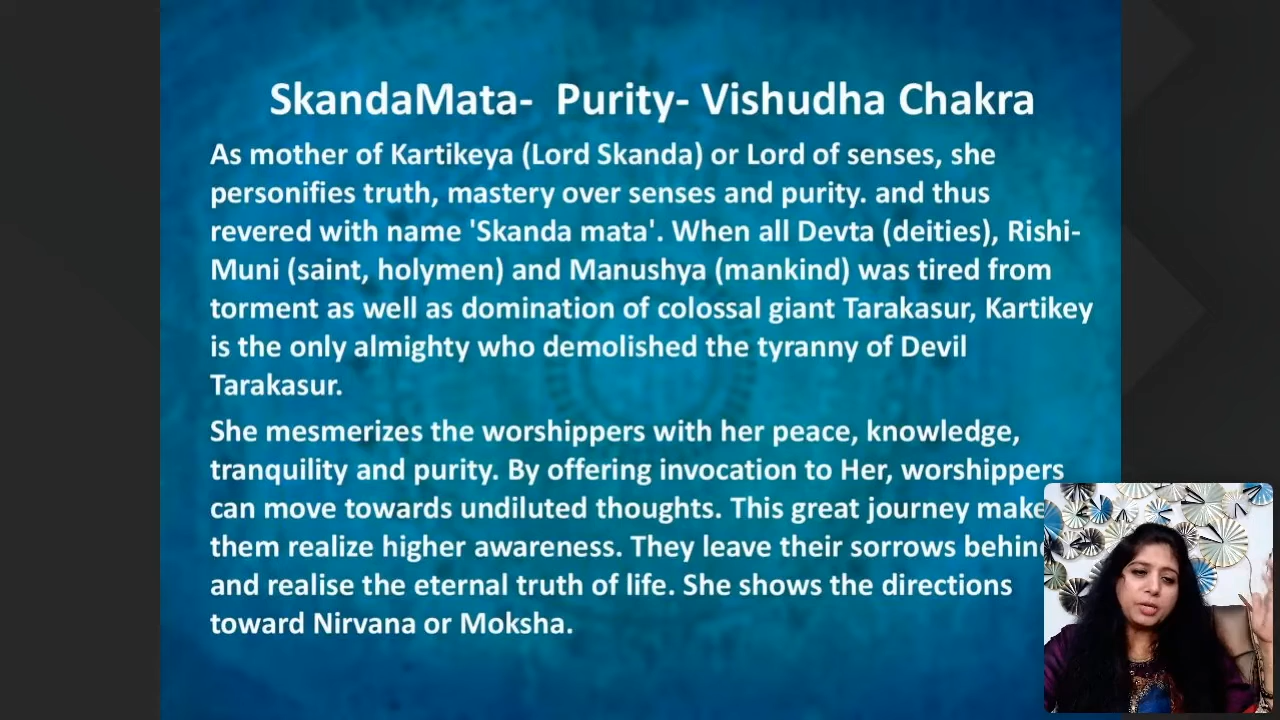 SkandaMata-  Purity- Vishudha Chakra
As mother of Kartikeya (Lord Skanda) or Lord of senses, she
personifies truth, mastery over senses and purity. and thus
revered with name 'Skanda mata'. When all Devta (deities), Rishi-
Muni (saint, holymen) and Manushya (mankind) was tired from
torment as well as domination of colossal giant Tarakasur, Kartikey
is the only almighty who demolished the tyranny of Devil
Tarakasur.
She mesmerizes the worshippers with her peace, knowledge,
tranquility and purity. By offering invocation to Her, worshippers
can move towards undiluted thoughts. This great journey make
them realize higher awareness. They leave their sorrows behind
and realise the eternal truth of life. She shows the directions
toward Nirvana or Moksha.